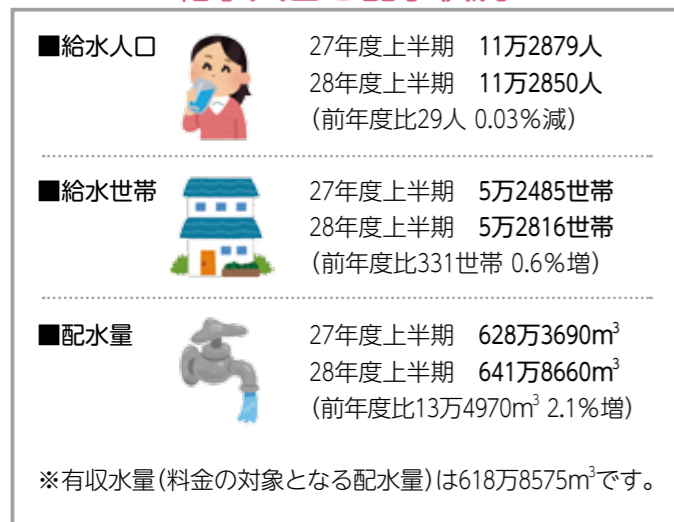 ■給水人口
27年度上半期　11万2879人
28年度上半期　11万2850人
（前年度比29人 0.03％減）
■給水世帯
27年度上半期　5万2485世帯
28年度上半期　5万2816世帯
（前年度比331世帯 0.6％増）
■配水量
27年度上半期　628万3690m³
28年度上半期　641万8660m³
（前年度比13万4970m³ 2.1％増）
※有収水量（料金の対象となる配水量）は618万8575m³です。